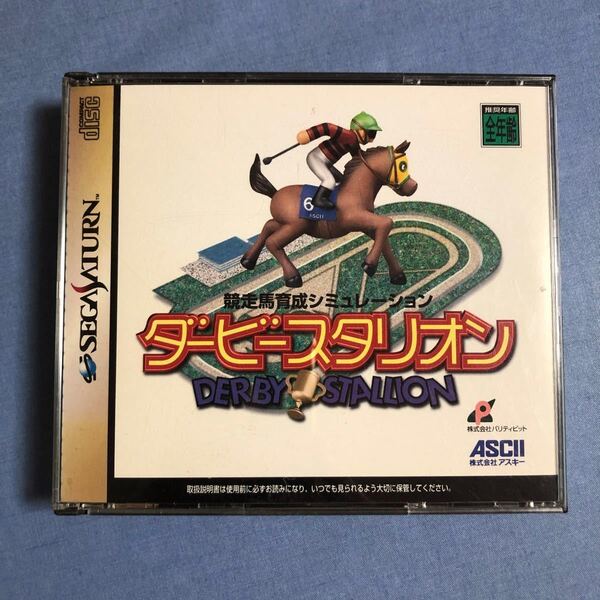 COMPACT
disc
SEGA SATURN™
推奨年齢
全年齢
6
ASCII
競走馬育成シミュレーション
ダービースタリオン
DERBY STALLION
P
株式会社パリティビット
ASCII
株式会社アスキー
取扱説明書は使用前に必ずお読みになり、いつでも見られるよう大切に保管してください。